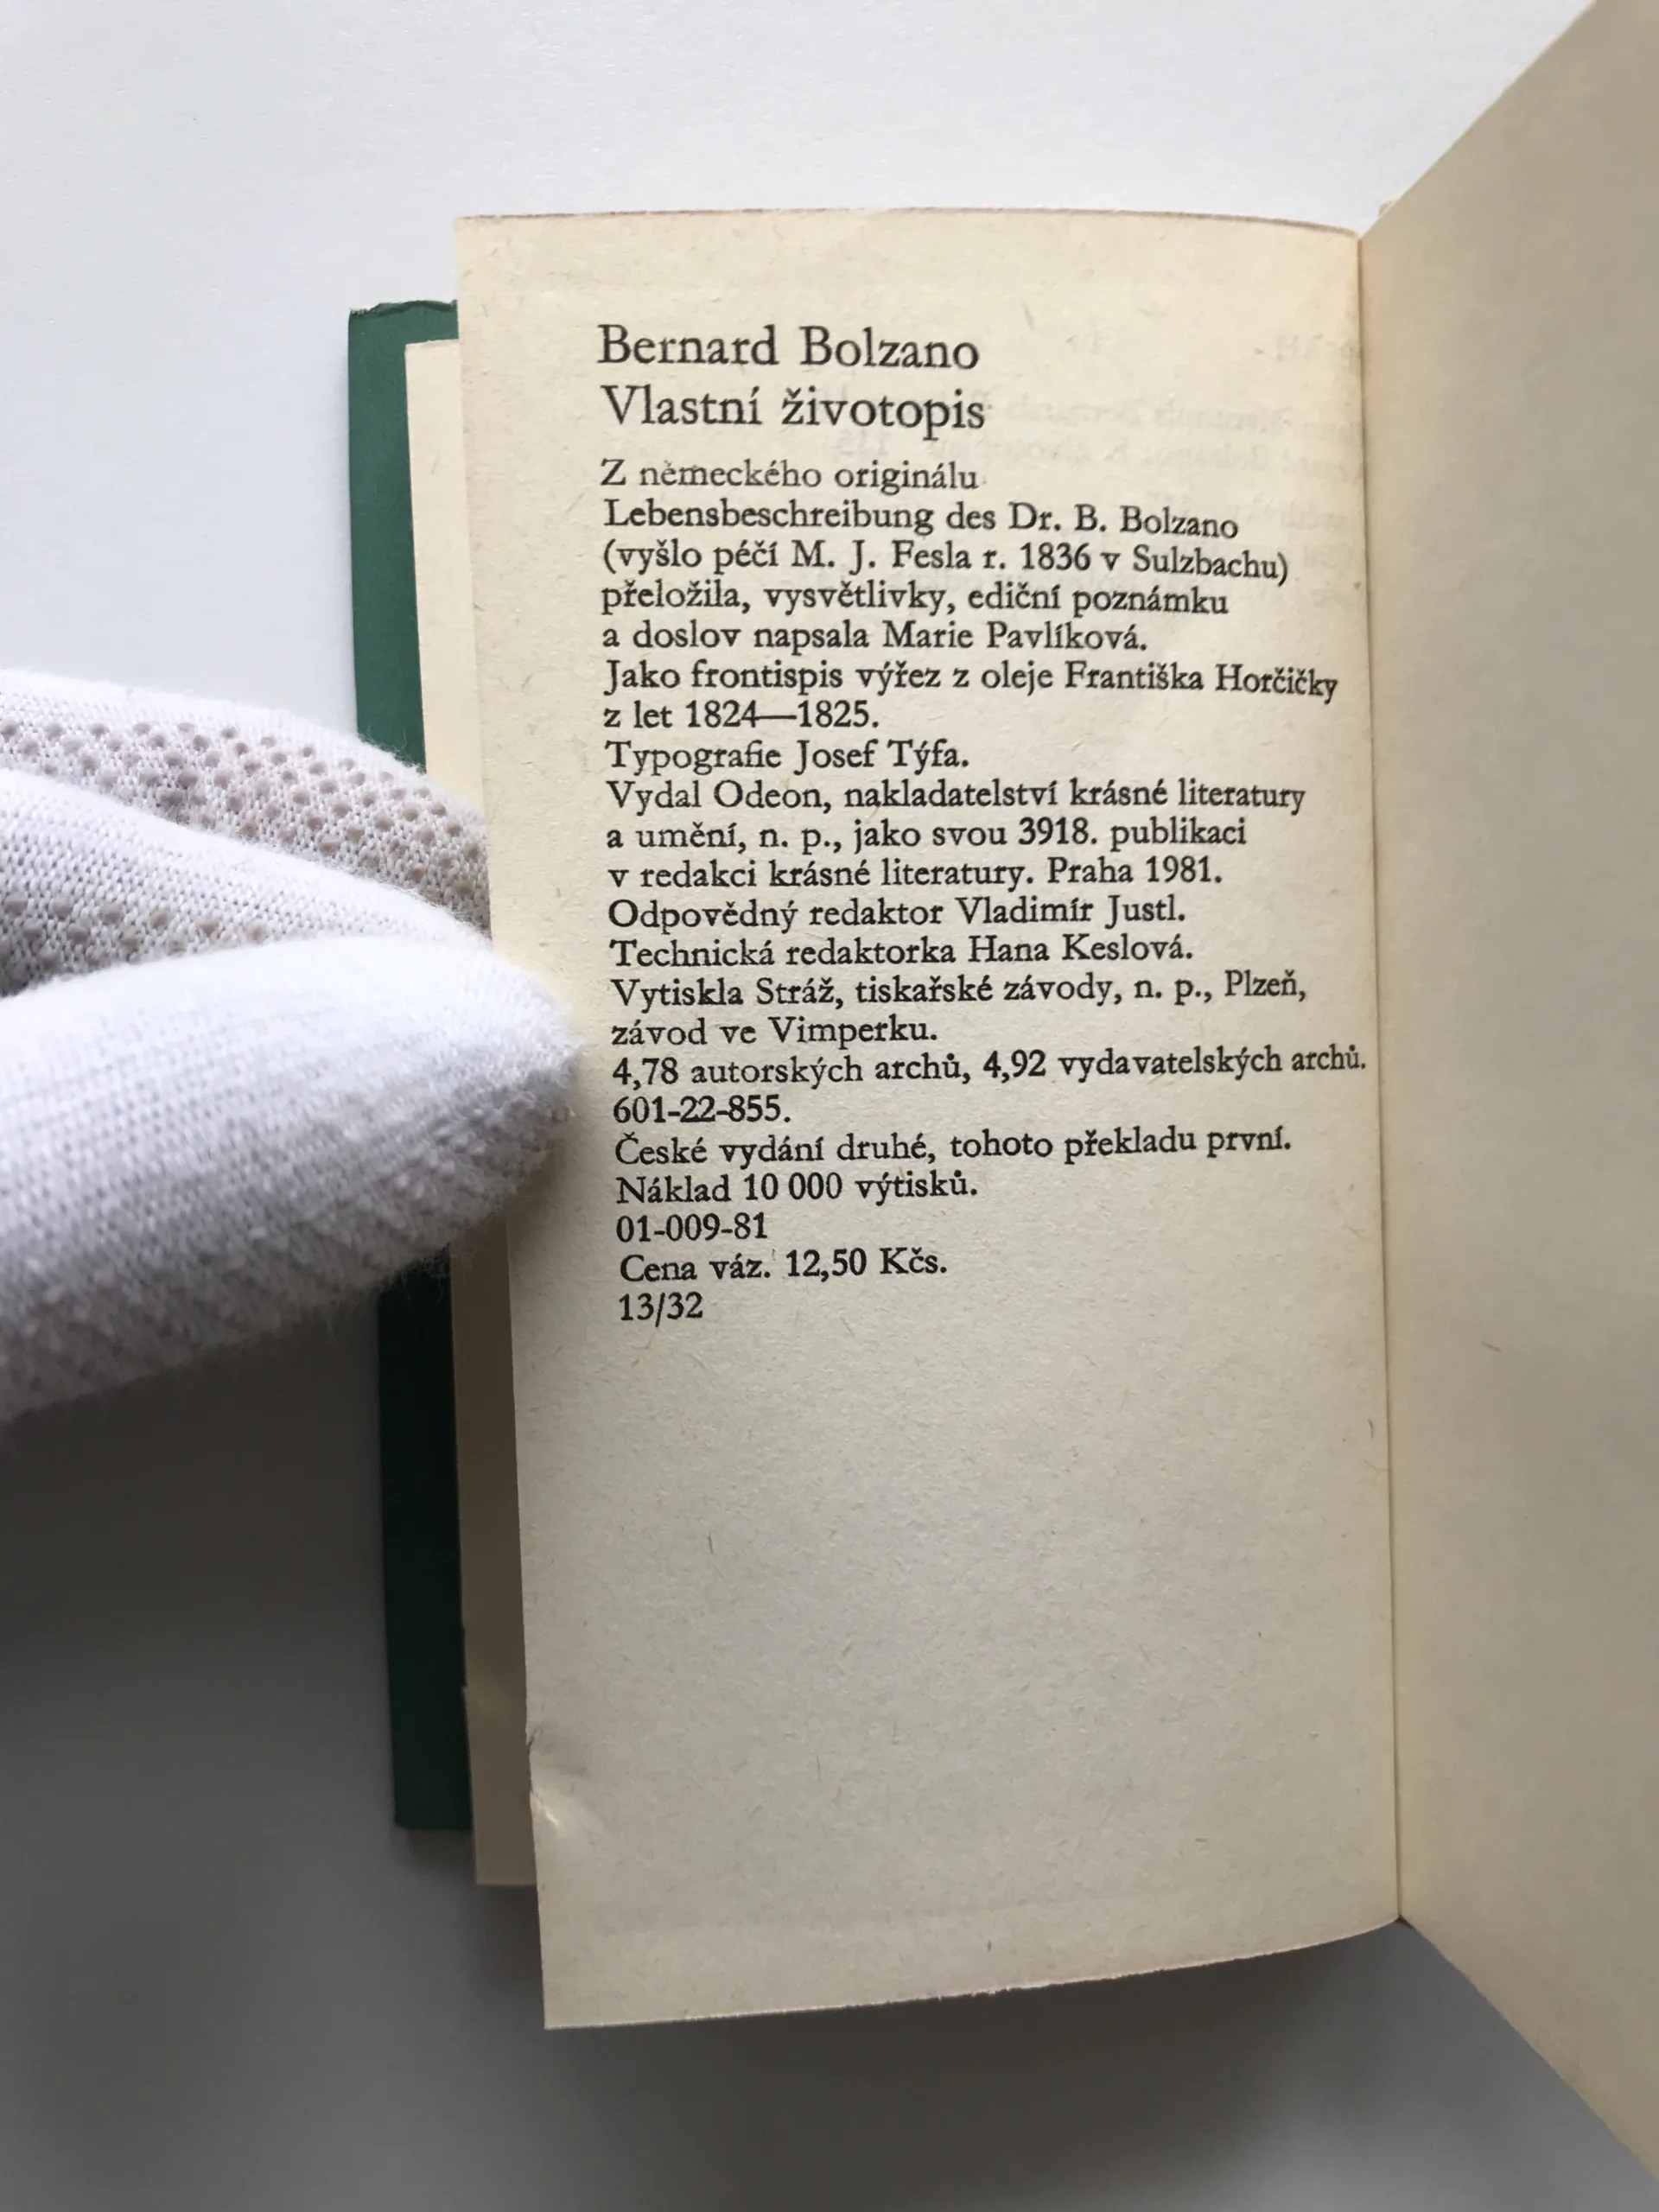 Bernard Bolzano
Vlastní životopis
Z německého originálu
Lebensbeschreibung des Dr. B. Bolzano
(vyšlo péčí M. J. Fesla r. 1836 v Sulzbachu)
přeložila, vysvětlivky, ediční poznámku
a doslov napsala Marie Pavlíková.
Jako frontispis výřez z oleje Františka Horčičky
z let 1824—1825.
Typografie Josef Týfa.
Vydal Odeon, nakladatelství krásné literatury
a umění, n. p., jako svou 3918. publikaci
v redakci krásné literatury. Praha 1981.
Odpovědný redaktor Vladimír Justl.
Technická redaktorka Hana Keslová.
Vytiskla Stráž, tiskařské závody, n. p., Plzeň,
závod ve Vimperku.
4,78 autorských archů, 4,92 vydavatelských archů.
601-22-855.
České vydání druhé, tohoto překladu první.
Náklad 10 000 výtisků.
01-009-81
Cena váz. 12,50 Kčs.
13/32